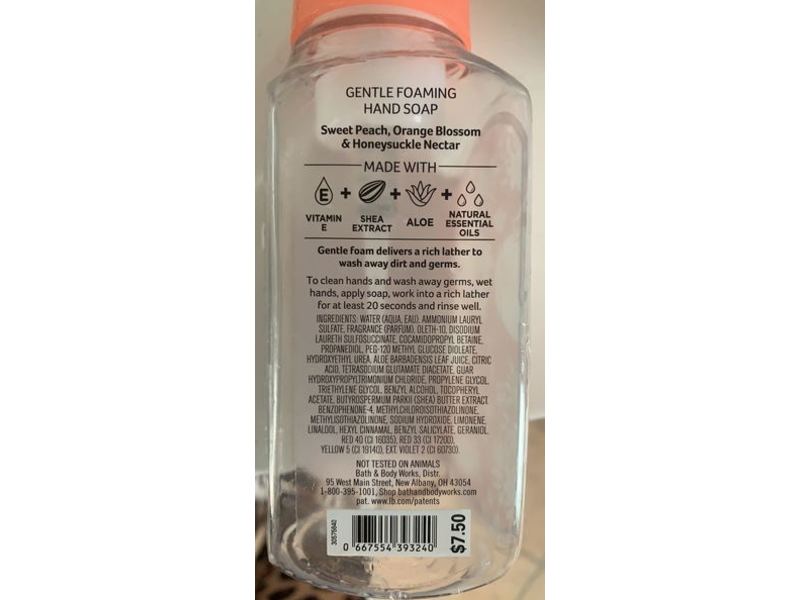 GENTLE FOAMING
HAND SOAP
Sweet Peach, Orange Blossom
& Honeysuckle Nectar
MADE WITH
E + + +
VITAMIN E
SHEA EXTRACT
ALOE
NATURAL ESSENTIAL OILS
Gentle foam delivers a rich lather to
wash away dirt and germs.
To clean hands and wash away germs, wet
hands, apply soap, work into a rich lather
for at least 20 seconds and rinse well.
INGREDIENTS: WATER (AQUA, EAU), AMMONIUM LAURYL
SULFATE, FRAGRANCE (PARFUM), OLETH-10, DISODIUM
LAURETH SULFOSUCCINATE, COCAMIDOPROPYL BETAINE,
PROPANEDIOL, PEG-120 METHYL GLUCOSE DIOLEATE,
HYDROXYETHYL UREA, ALOE BARBADENSIS LEAF JUICE, CITRIC
ACID, TETRASODIUM GLUTAMATE DIACETATE, GUAR
HYDROXYPROPYLTRIMONIUM CHLORIDE, PROPYLENE GLYCOL,
TRIETHYLENE GLYCOL, BENZYL ALCOHOL, TOCOPHERYL
ACETATE, BUTYROSPERMUM PARKII (SHEA) BUTTER EXTRACT,
BENZOPHENONE-4, METHYLCHLOROISOTHIAZOLINONE,
METHYLISOTHIAZOLINONE, SODIUM HYDROXIDE, LIMONENE,
LINALOOL, HEXYL CINNAMAL, BENZYL SALICYLATE, GERANIOL,
RED 40 (CI 16035), RED 33 (CI 17200),
YELLOW 5 (CI 19140), EXT. VIOLET 2 (CI 60730).
NOT TESTED ON ANIMALS
Bath & Body Works, Distr.
95 West Main Street, New Albany, OH 43054
1-800-395-1001, Shop bathandbodyworks.com
pat. www.lb.com/patents
30575840
0 667554 393240
$7.50